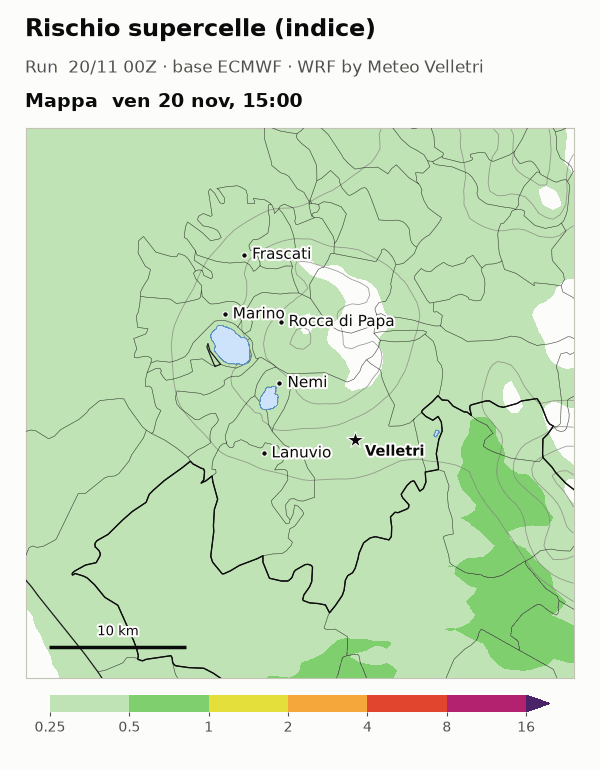 Rischio supercelle (indice)
Run  20/11 00Z · base ECMWF · WRF by Meteo Velletri
Mappa  ven 20 nov, 15:00
Frascati
Marino
Rocca di Papa
Nemi
Lanuvio
Velletri
10 km
0.25 0.5 1 2 4 8 16